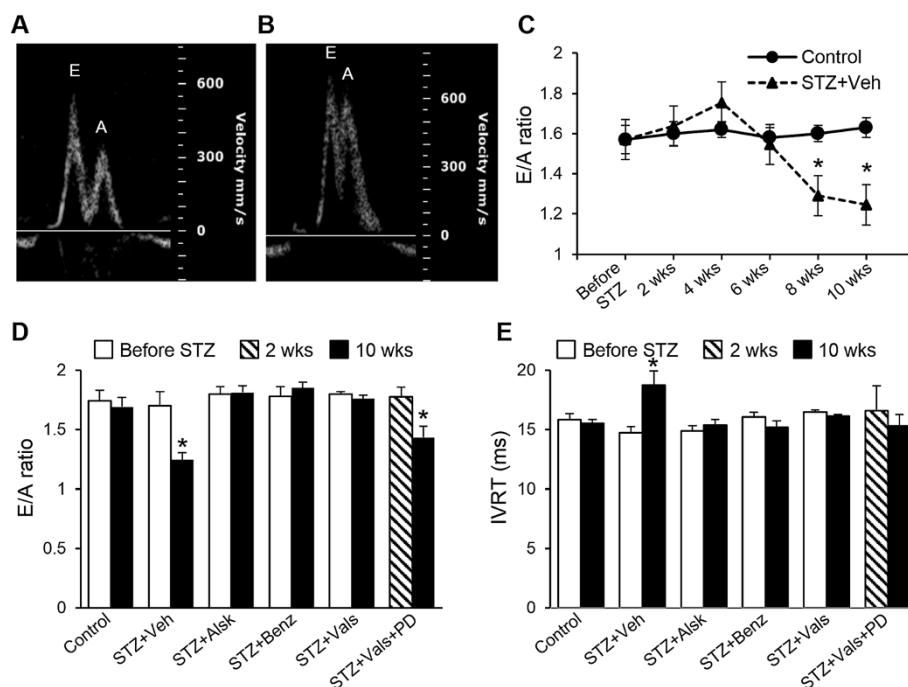 A
E
A
600
300
0
Velocity mm/s
B
E
A
600
300
0
Velocity mm/s
C
2
1.8
1.6
1.4
1.2
1
E/A ratio
Control
STZ+Veh
*
*
Before STZ
2 wks
4 wks
6 wks
8 wks
10 wks
D
Before STZ
2 wks
10 wks
2
1.5
1
0.5
0
E/A ratio
*
*
Control
STZ+Veh
STZ+Alsk
STZ+Benz
STZ+Vals
STZ+Vals+PD
E
Before STZ
2 wks
10 wks
20
15
10
5
0
IVRT (ms)
*
Control
STZ+Veh
STZ+Alsk
STZ+Benz
STZ+Vals
STZ+Vals+PD